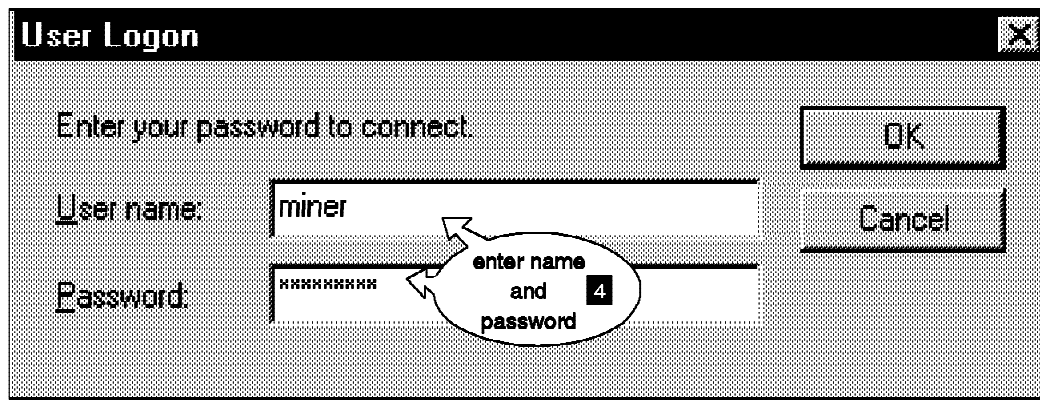 User Logon
Enter your password to connect.
OK
User name: miner
Cancel
enter name
and 4
password
Password: *********